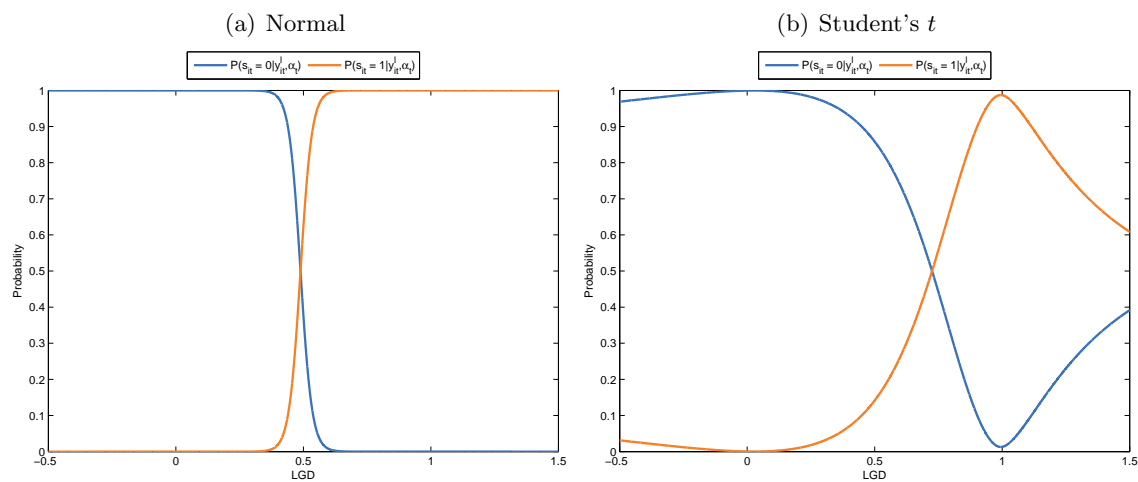 (a) Normal
P(s_it = 0|y^l_it,α_t) P(s_it = 1|y^l_it,α_t)
1
0.9
0.8
0.7
0.6
0.5
0.4
0.3
0.2
0.1
0
Probability
−0.5 0 0.5 1 1.5
LGD
(b) Student's t
P(s_it = 0|y^l_it,α_t) P(s_it = 1|y^l_it,α_t)
1
0.9
0.8
0.7
0.6
0.5
0.4
0.3
0.2
0.1
0
Probability
−0.5 0 0.5 1 1.5
LGD